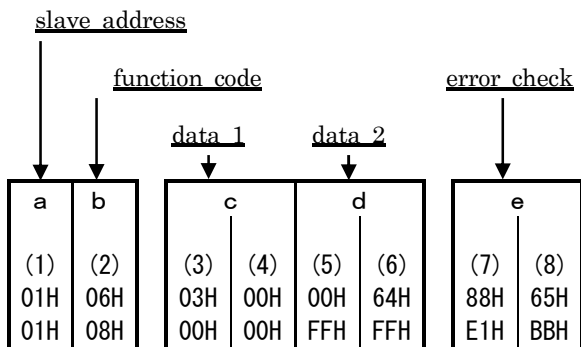 slave address
function code
error check
data 1
data 2
a b c d e
(1) (2) (3) (4) (5) (6) (7) (8)
01H 06H 03H 00H 00H 64H 88H 65H
01H 08H 00H 00H FFH FFH E1H BBH